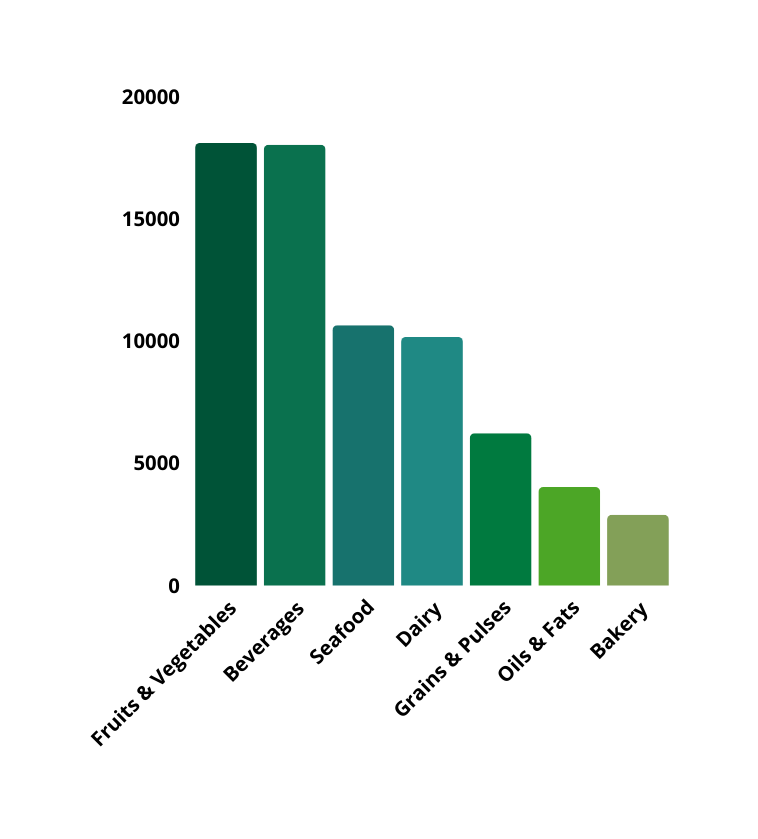 20000
15000
10000
5000
0
Fruits & Vegetables
Beverages
Seafood
Dairy
Grains & Pulses
Oils & Fats
Bakery